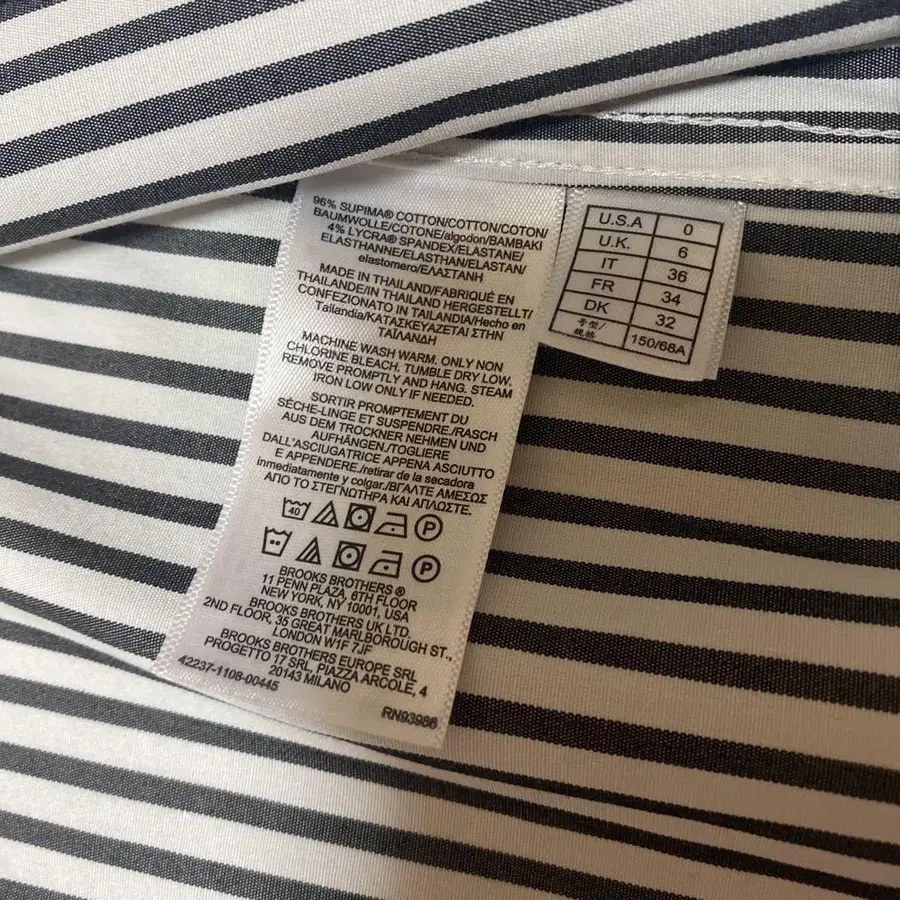 96% SUPIMA® COTTON/COTTON/COTON/
BAUMWOLLE/COTONE/algodon/BAMBAKI
4% LYCRA® SPANDEX/ELASTANE/
ELASTHANNE/ELASTHAN/ELASTAN/
elastomero/ΕΛΑΣΤΑΝΗ
MADE IN THAILAND/FABRIQUÉ EN
THAILANDE/IN THAILAND HERGESTELLT/
CONFEZIONATO IN TAILANDIA/Hecho en
Tailandia/ΚΑΤΑΣΚΕΥΑΖΕΤΑΙ ΣΤΗΝ
ΤΑΪΛΑΝΔΗ
MACHINE WASH WARM. ONLY NON
CHLORINE BLEACH. TUMBLE DRY LOW.
REMOVE PROMPTLY AND HANG. STEAM
IRON LOW ONLY IF NEEDED.
SORTIR PROMPTEMENT DU
SÈCHE-LINGE ET SUSPENDRE./RASCH
AUS DEM TROCKNER NEHMEN UND
AUFHÄNGEN./TOGLIERE
DALL'ASCIUGATRICE APPENA ASCIUTTO
E APPENDERE./retirar de la secadora
inmediatamente y colgar./ΒΓΑΛΤΕ ΑΜΕΣΩΣ
ΑΠΟ ΤΟ ΣΤΕΓΝΩΤΗΡΑ ΚΑΙ ΑΠΛΩΣΤΕ.
40 P
P
BROOKS BROTHERS ®
11 PENN PLAZA, 6TH FLOOR
NEW YORK, NY 10001, USA
BROOKS BROTHERS UK LTD.
2ND FLOOR, 35 GREAT MARLBOROUGH ST.,
LONDON W1F 7JF
BROOKS BROTHERS EUROPE SRL
PROGETTO 17 SRL, PIAZZA ARCOLE, 4
20143 MILANO
42237-1108-00445
RN93986
U.S.A 0
U.K. 6
IT 36
FR 34
DK 32
号型/规格 150/68A